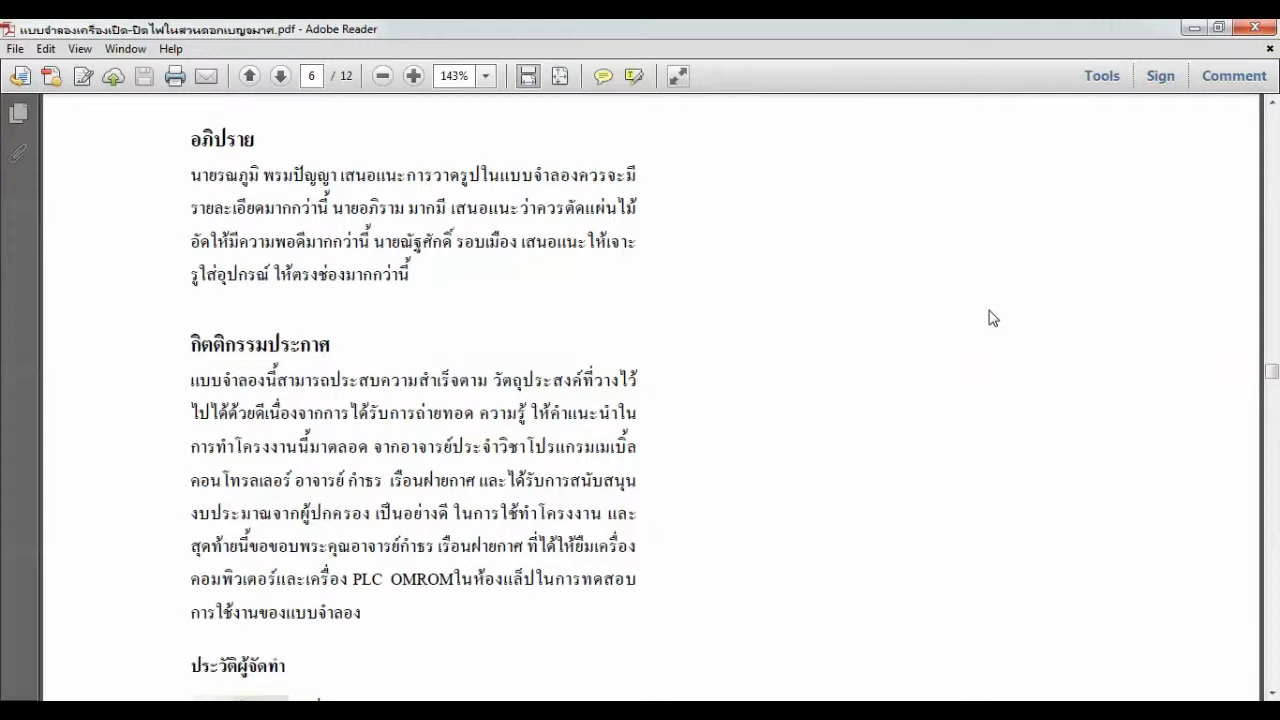 แบบจำลองเครื่องเปิด-ปิดไฟในสวนดอกเบญจมาศ.pdf - Adobe Reader
File Edit View Window Help
6 / 12 143% Tools Sign Comment
อภิปราย
นายรณภูมิ พรมปัญญา เสนอแนะการวาดรูปในแบบจำลองควรจะมี
รายละเอียดมากกว่านี้ นายอภิราม มากมี เสนอแนะว่าควรตัดแผ่นไม้
อัดให้มีความพอดีมากกว่านี้ นายณัฐศักดิ์ รอบเมือง เสนอแนะให้เจาะ
รูใส่อุปกรณ์ ให้ตรงช่องมากกว่านี้
กิตติกรรมประกาศ
แบบจำลองนี้สามารถประสบความสำเร็จตาม วัตถุประสงค์ที่วางไว้
ไปได้ด้วยดีเนื่องจากการได้รับการถ่ายทอด ความรู้ ให้คำแนะนำใน
การทำโครงงานนี้มาตลอด จากอาจารย์ประจำวิชาโปรแกรมเมเบิ้ล
คอนโทรลเลอร์ อาจารย์ กำธร เรือนฝายกาศ และได้รับการสนับสนุน
งบประมาณจากผู้ปกครอง เป็นอย่างดี ในการใช้ทำโครงงาน และ
สุดท้ายนี้ขอขอบพระคุณอาจารย์กำธร เรือนฝายกาศ ที่ได้ให้ยืมเครื่อง
คอมพิวเตอร์และเครื่อง PLC OMROMในห้องแล็ปในการทดสอบ
การใช้งานของแบบจำลอง
ประวัติผู้จัดทำ